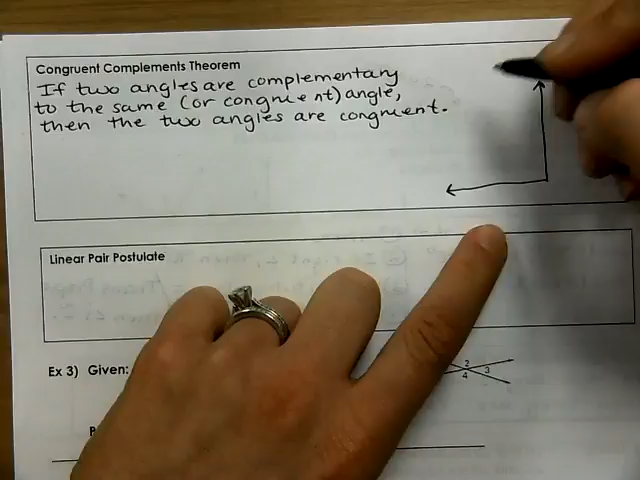 Congruent Complements Theorem
If two angles are complementary
to the same (or congruent) angle,
then the two angles are congruent.
Linear Pair Postulate
Ex 3) Given:
2
3
4